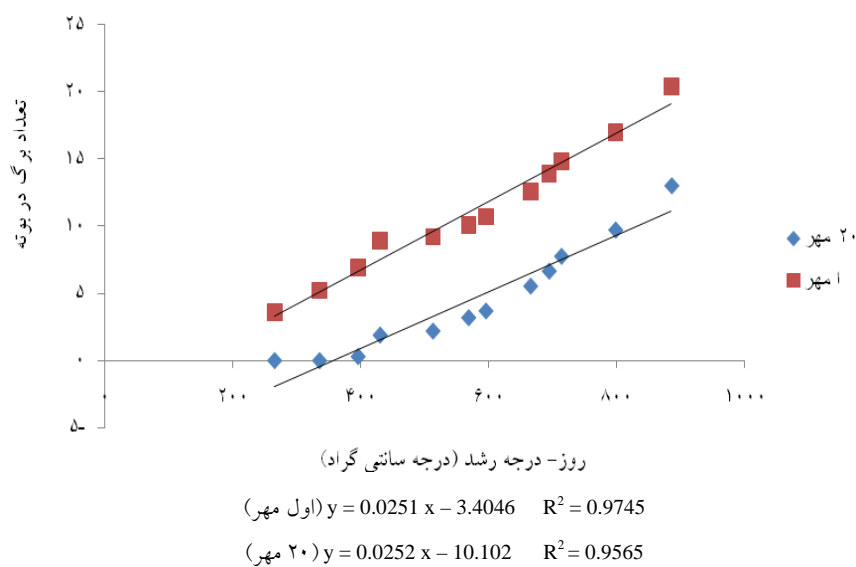 ۲۵
۲۰
۱۵
۱۰
۵
۰
-۵
تعداد برگ در بوته
۰ ۲۰۰ ۴۰۰ ۶۰۰ ۸۰۰ ۱۰۰۰
روز- درجه رشد (درجه سانتی گراد)
۲۰ مهر
۱ مهر
(اول مهر) y = 0.0251 x – 3.4046 R² = 0.9745
(۲۰ مهر) y = 0.0252 x - 10.102 R² = 0.9565